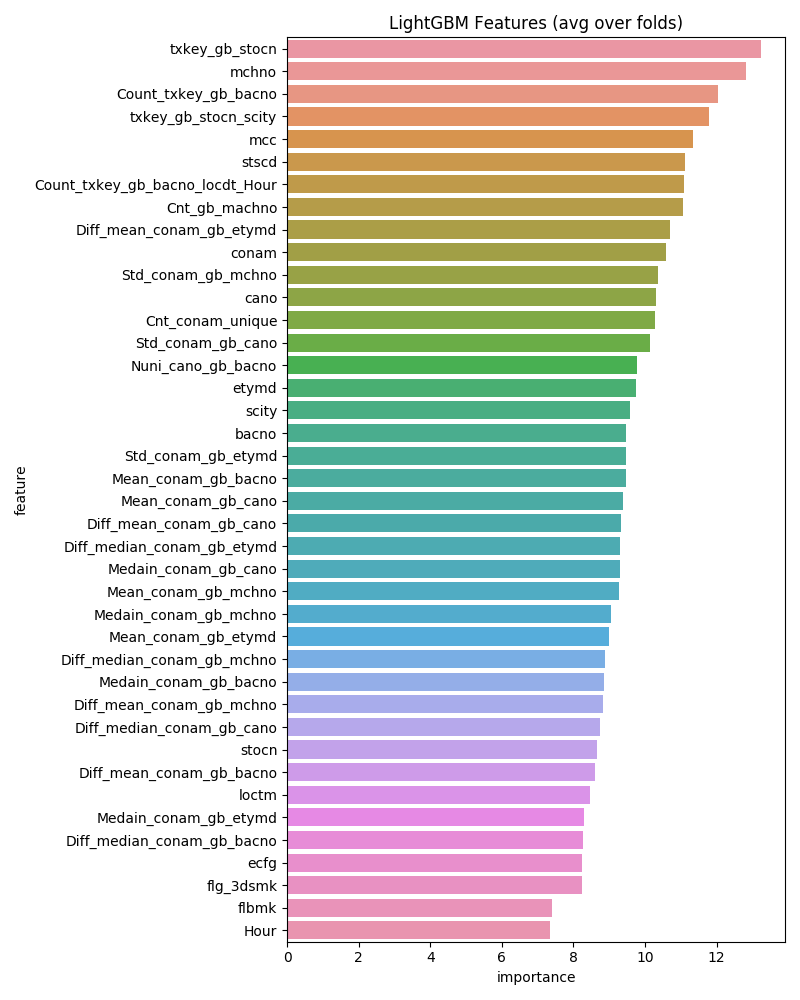 LightGBM Features (avg over folds)
txkey_gb_stocn
mchno
Count_txkey_gb_bacno
txkey_gb_stocn_scity
mcc
stscd
Count_txkey_gb_bacno_locdt_Hour
Cnt_gb_machno
Diff_mean_conam_gb_etymd
conam
Std_conam_gb_mchno
cano
Cnt_conam_unique
Std_conam_gb_cano
Nuni_cano_gb_bacno
etymd
scity
bacno
Std_conam_gb_etymd
Mean_conam_gb_bacno
Mean_conam_gb_cano
Diff_mean_conam_gb_cano
Diff_median_conam_gb_etymd
Medain_conam_gb_cano
Mean_conam_gb_mchno
Medain_conam_gb_mchno
Mean_conam_gb_etymd
Diff_median_conam_gb_mchno
Medain_conam_gb_bacno
Diff_mean_conam_gb_mchno
Diff_median_conam_gb_cano
stocn
Diff_mean_conam_gb_bacno
loctm
Medain_conam_gb_etymd
Diff_median_conam_gb_bacno
ecfg
flg_3dsmk
flbmk
Hour
feature
0 2 4 6 8 10 12
importance